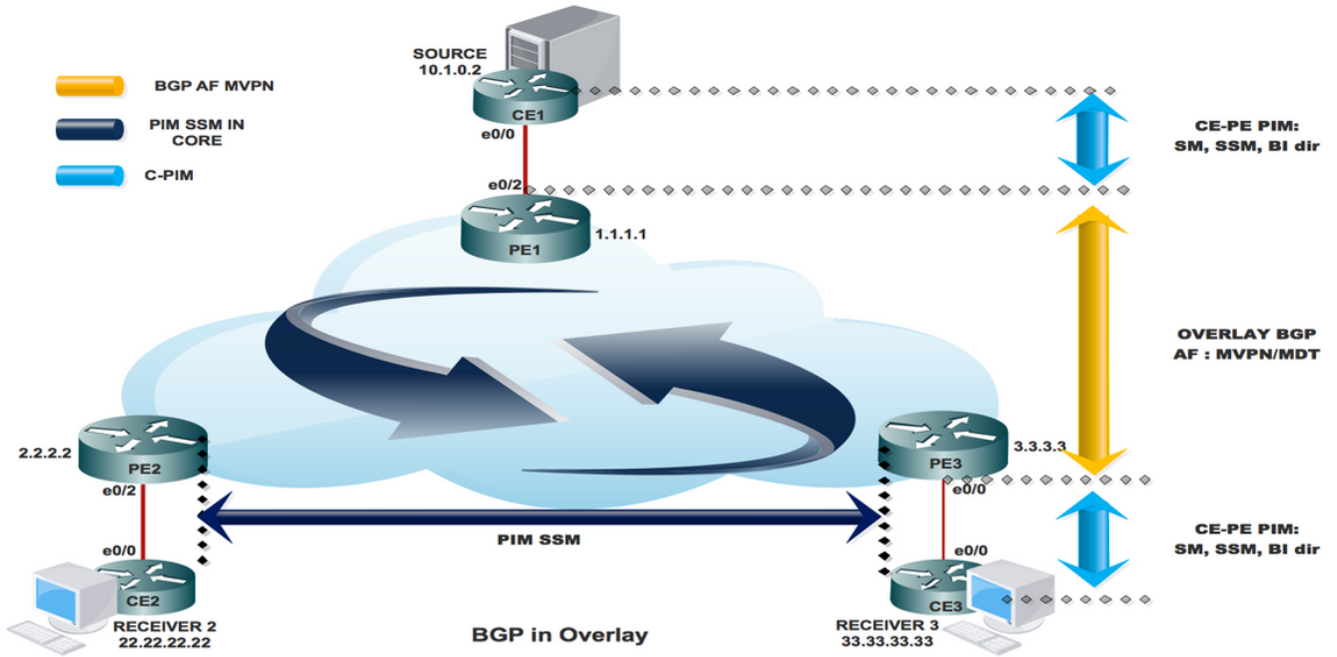 SOURCE
10.1.0.2
BGP AF MVPN
PIM SSM IN
CORE
C-PIM
CE1
e0/0
CE-PE PIM:
SM, SSM, BI dir
e0/2
PE1
1.1.1.1
OVERLAY BGP
AF : MVPN/MDT
2.2.2.2
PE2
e0/2
PE3
3.3.3.3
e0/0
PIM SSM
e0/0
CE2
RECEIVER 2
22.22.22.22
e0/0
CE3
RECEIVER 3
33.33.33.33
CE-PE PIM:
SM, SSM, BI dir
BGP in Overlay